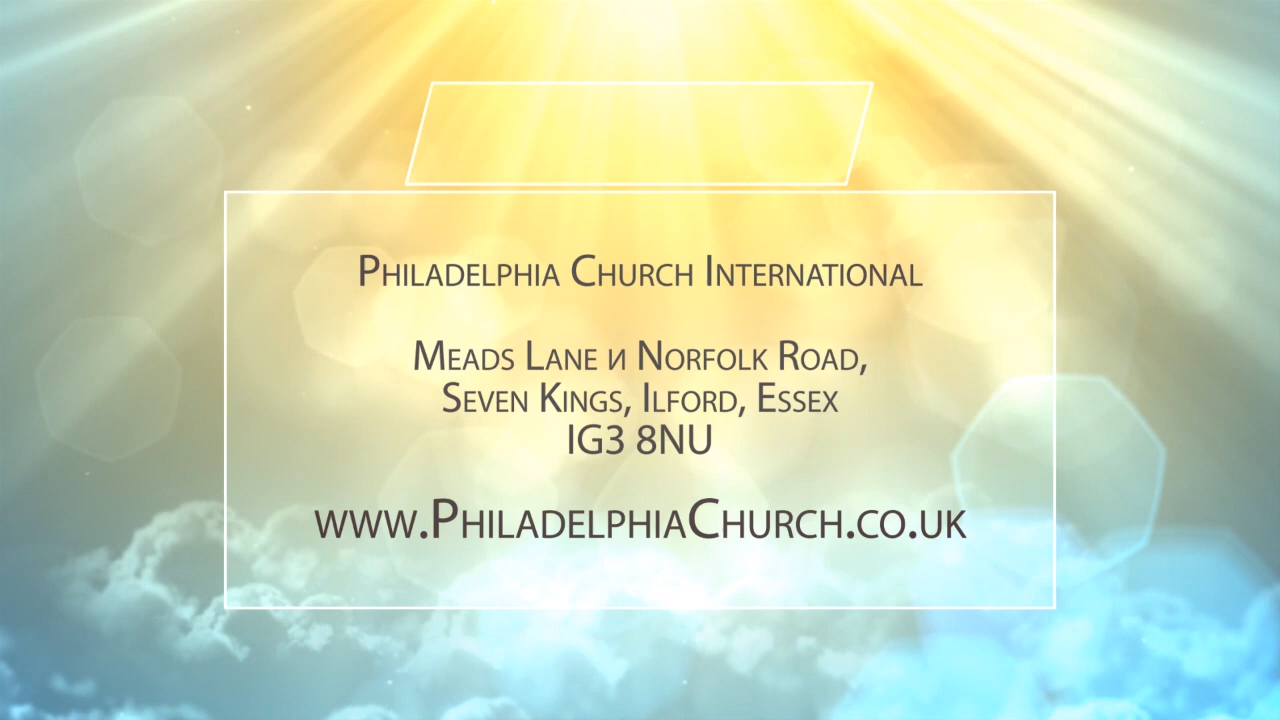 Philadelphia Church International
Meads Lane и Norfolk Road,
Seven Kings, Ilford, Essex
IG3 8NU
www.PhiladelphiaChurch.co.uk